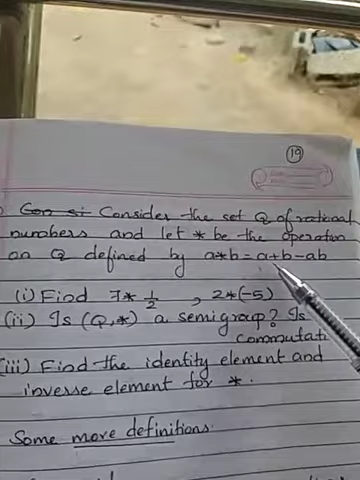 19
Consider the set Q of rational
numbers and let * be the operation
on Q defined by a*b = a+b-ab
(i) Find 7 * 1/2 , 2*(-5)
(ii) Is (Q,*) a semigroup? Is
commutati
(iii) Find the identity element and
inverse element for *.
Some more definitions.